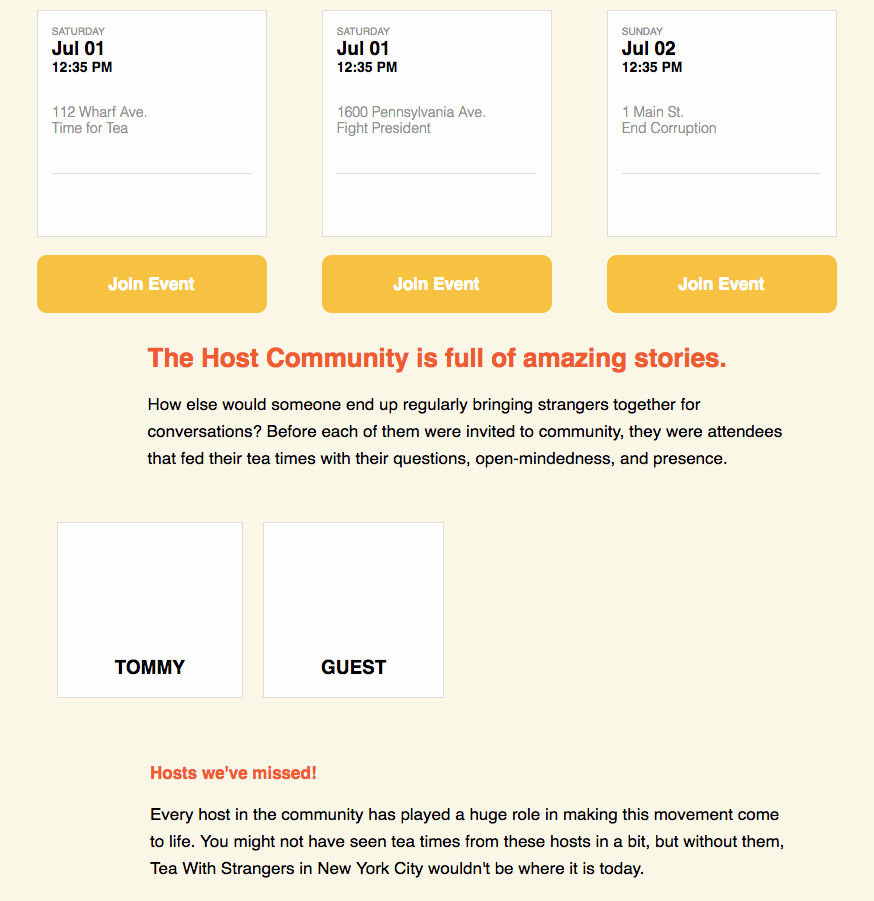 SATURDAY
Jul 01
12:35 PM
112 Wharf Ave.
Time for Tea
Join Event
SATURDAY
Jul 01
12:35 PM
1600 Pennsylvania Ave.
Fight President
Join Event
SUNDAY
Jul 02
12:35 PM
1 Main St.
End Corruption
Join Event
The Host Community is full of amazing stories.
How else would someone end up regularly bringing strangers together for
conversations? Before each of them were invited to community, they were attendees
that fed their tea times with their questions, open-mindedness, and presence.
TOMMY
GUEST
Hosts we've missed!
Every host in the community has played a huge role in making this movement come
to life. You might not have seen tea times from these hosts in a bit, but without them,
Tea With Strangers in New York City wouldn't be where it is today.